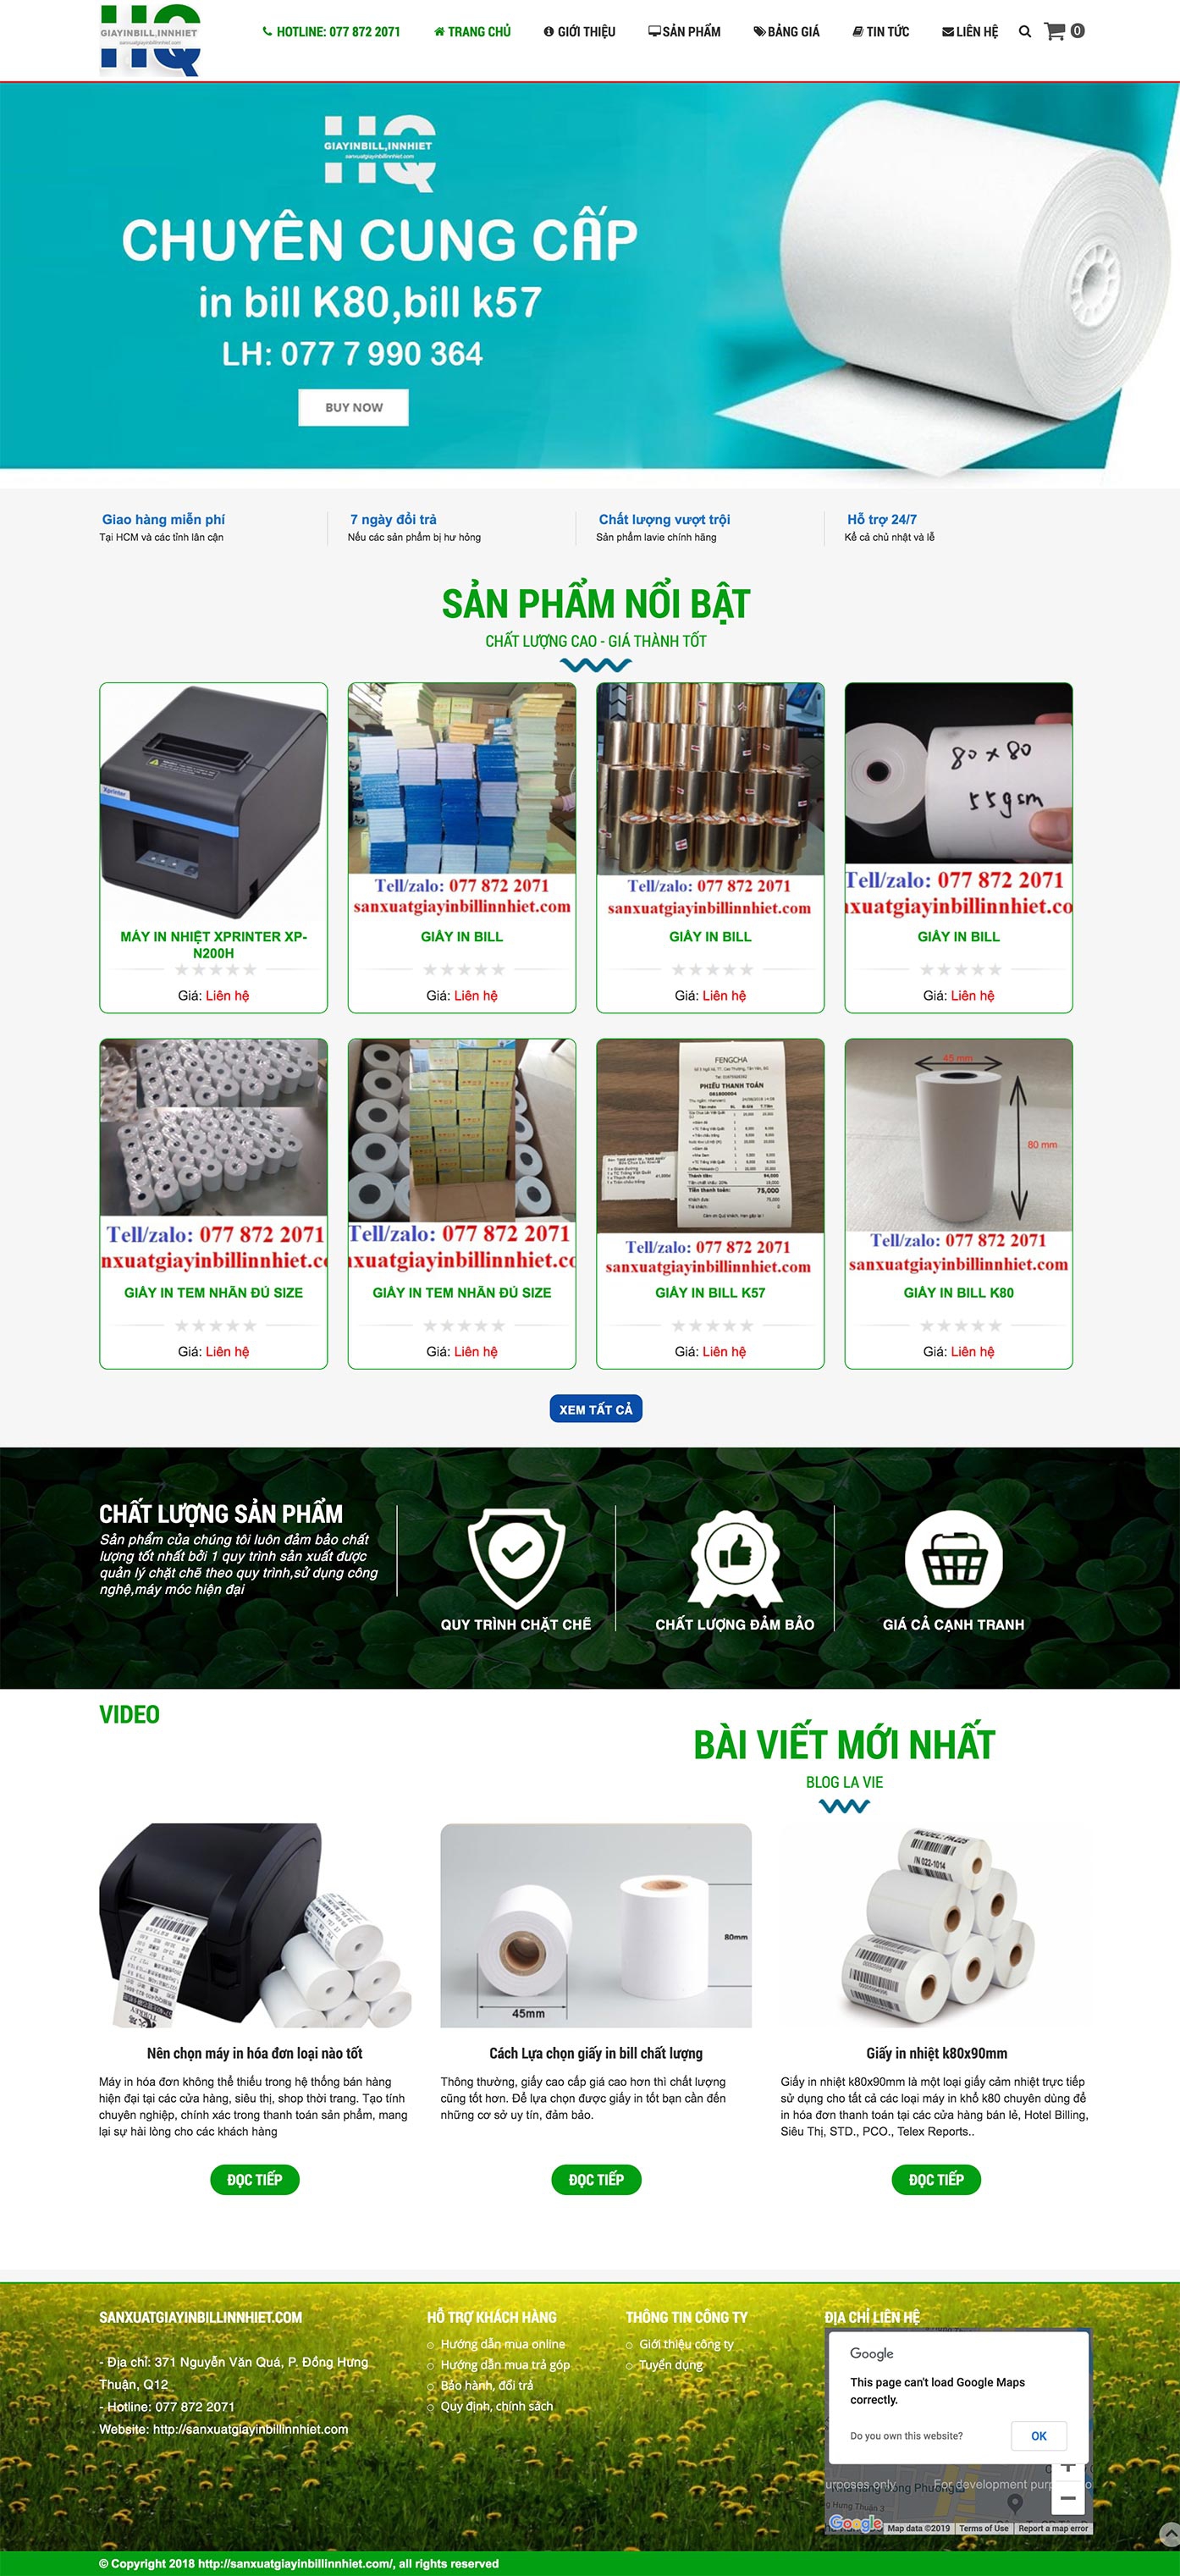 HQ
GIAYINBILL,INNHIET
sanxuatgiayinbillinnhiet.com
HOTLINE: 077 872 2071
TRANG CHỦ
GIỚI THIỆU
SẢN PHẨM
BẢNG GIÁ
TIN TỨC
LIÊN HỆ
0
HQ
GIAYINBILL,INNHIET
sanxuatgiayinbillinnhiet.com
CHUYÊN CUNG CẤP
in bill K80,bill k57
LH: 077 7 990 364
BUY NOW
Giao hàng miễn phí
Tại HCM và các tỉnh lân cận
7 ngày đổi trả
Nếu các sản phẩm bị hư hỏng
Chất lượng vượt trội
Sản phẩm lavie chính hãng
Hỗ trợ 24/7
Kể cả chủ nhật và lễ
SẢN PHẨM NỔI BẬT
CHẤT LƯỢNG CAO - GIÁ THÀNH TỐT
Xprinter
MÁY IN NHIỆT XPRINTER XP-
N200H
Giá: Liên hệ
Tell/zalo: 077 872 2071
sanxuatgiayinbillinnhiet.com
GIẤY IN BILL
Giá: Liên hệ
Tell/zalo: 077 872 2071
sanxuatgiayinbillinnhiet.com
GIẤY IN BILL
Giá: Liên hệ
80 x 80
55gsm
Tell/zalo: 077 872 2071
nxuatgiayinbillinnhiet.co
GIẤY IN BILL
Giá: Liên hệ
Tell/zalo: 077 872 2071
nxuatgiayinbillinnhiet.c
GIẤY IN TEM NHÃN ĐỦ SIZE
Giá: Liên hệ
Tell/zalo: 077 872 2071
nxuatgiayinbillinnhiet.co
GIẤY IN TEM NHÃN ĐỦ SIZE
Giá: Liên hệ
FENGCHA
PHIẾU THANH TOÁN
75,000
Tell/zalo: 077 872 2071
sanxuatgiayinbillinnhiet.com
GIẤY IN BILL K57
Giá: Liên hệ
45 mm
80 mm
Tell/zalo: 077 872 2071
sanxuatgiayinbillinnhiet.com
GIẤY IN BILL K80
Giá: Liên hệ
XEM TẤT CẢ
CHẤT LƯỢNG SẢN PHẨM
Sản phẩm của chúng tôi luôn đảm bảo chất
lượng tốt nhất bởi 1 quy trình sản xuất được
quản lý chặt chẽ theo quy trình,sử dụng công
nghệ,máy móc hiện đại
QUY TRÌNH CHẶT CHẼ
CHẤT LƯỢNG ĐẢM BẢO
GIÁ CẢ CẠNH TRANH
VIDEO
BÀI VIẾT MỚI NHẤT
BLOG LA VIE
45mm
80mm
MODEL: PA225
/N 022-1014
Nên chọn máy in hóa đơn loại nào tốt
Máy in hóa đơn không thể thiếu trong hệ thống bán hàng
hiện đại tại các cửa hàng, siêu thị, shop thời trang. Tạo tính
chuyên nghiệp, chính xác trong thanh toán sản phẩm, mang
lại sự hài lòng cho các khách hàng
ĐỌC TIẾP
Cách Lựa chọn giấy in bill chất lượng
Thông thường, giấy cao cấp giá cao hơn thì chất lượng
cũng tốt hơn. Để lựa chọn được giấy in tốt bạn cần đến
những cơ sở uy tín, đảm bảo.
ĐỌC TIẾP
Giấy in nhiệt k80x90mm
Giấy in nhiệt k80x90mm là một loại giấy cảm nhiệt trực tiếp
sử dụng cho tất cả các loại máy in khổ k80 chuyên dùng để
in hóa đơn thanh toán tại các cửa hàng bán lẻ, Hotel Billing,
Siêu Thị, STD., PCO., Telex Reports..
ĐỌC TIẾP
SANXUATGIAYINBILLINNHIET.COM
- Địa chỉ: 371 Nguyễn Văn Quá, P. Đồng Hưng
Thuận, Q12
- Hotline: 077 872 2071
Website: http://sanxuatgiayinbillinnhiet.com
HỖ TRỢ KHÁCH HÀNG
Hướng dẫn mua online
Hướng dẫn mua trả góp
Bảo hành, đổi trả
Quy định, chính sách
THÔNG TIN CÔNG TY
Giới thiệu công ty
Tuyển dụng
ĐỊA CHỈ LIÊN HỆ
Google
This page can't load Google Maps
correctly.
Do you own this website?
OK
urposes only
For development purp
Google
Map data ©2019
Terms of Use
Report a map error
© Copyright 2018 http://sanxuatgiayinbillinnhiet.com/, all rights reserved